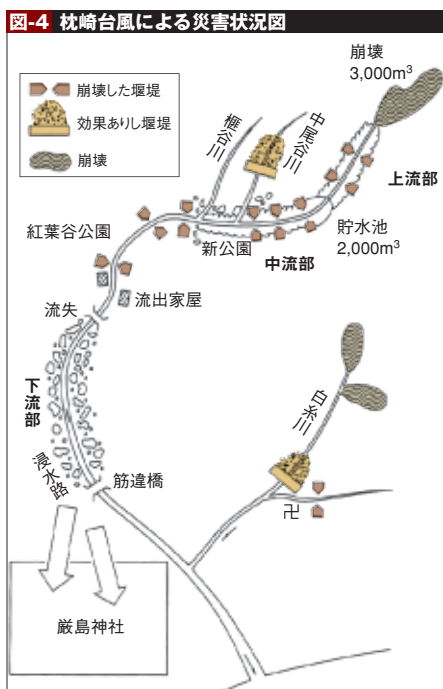 図-4 枕崎台風による災害状況図
崩壊した堰堤
効果ありし堰堤
崩壊
崩壊
3,000m³
榧谷川
中尾谷川
上流部
紅葉谷公園
新公園
中流部
貯水池
2,000m³
流出家屋
流失
下流部
白糸川
浸水路
筋違橋
卍
厳島神社